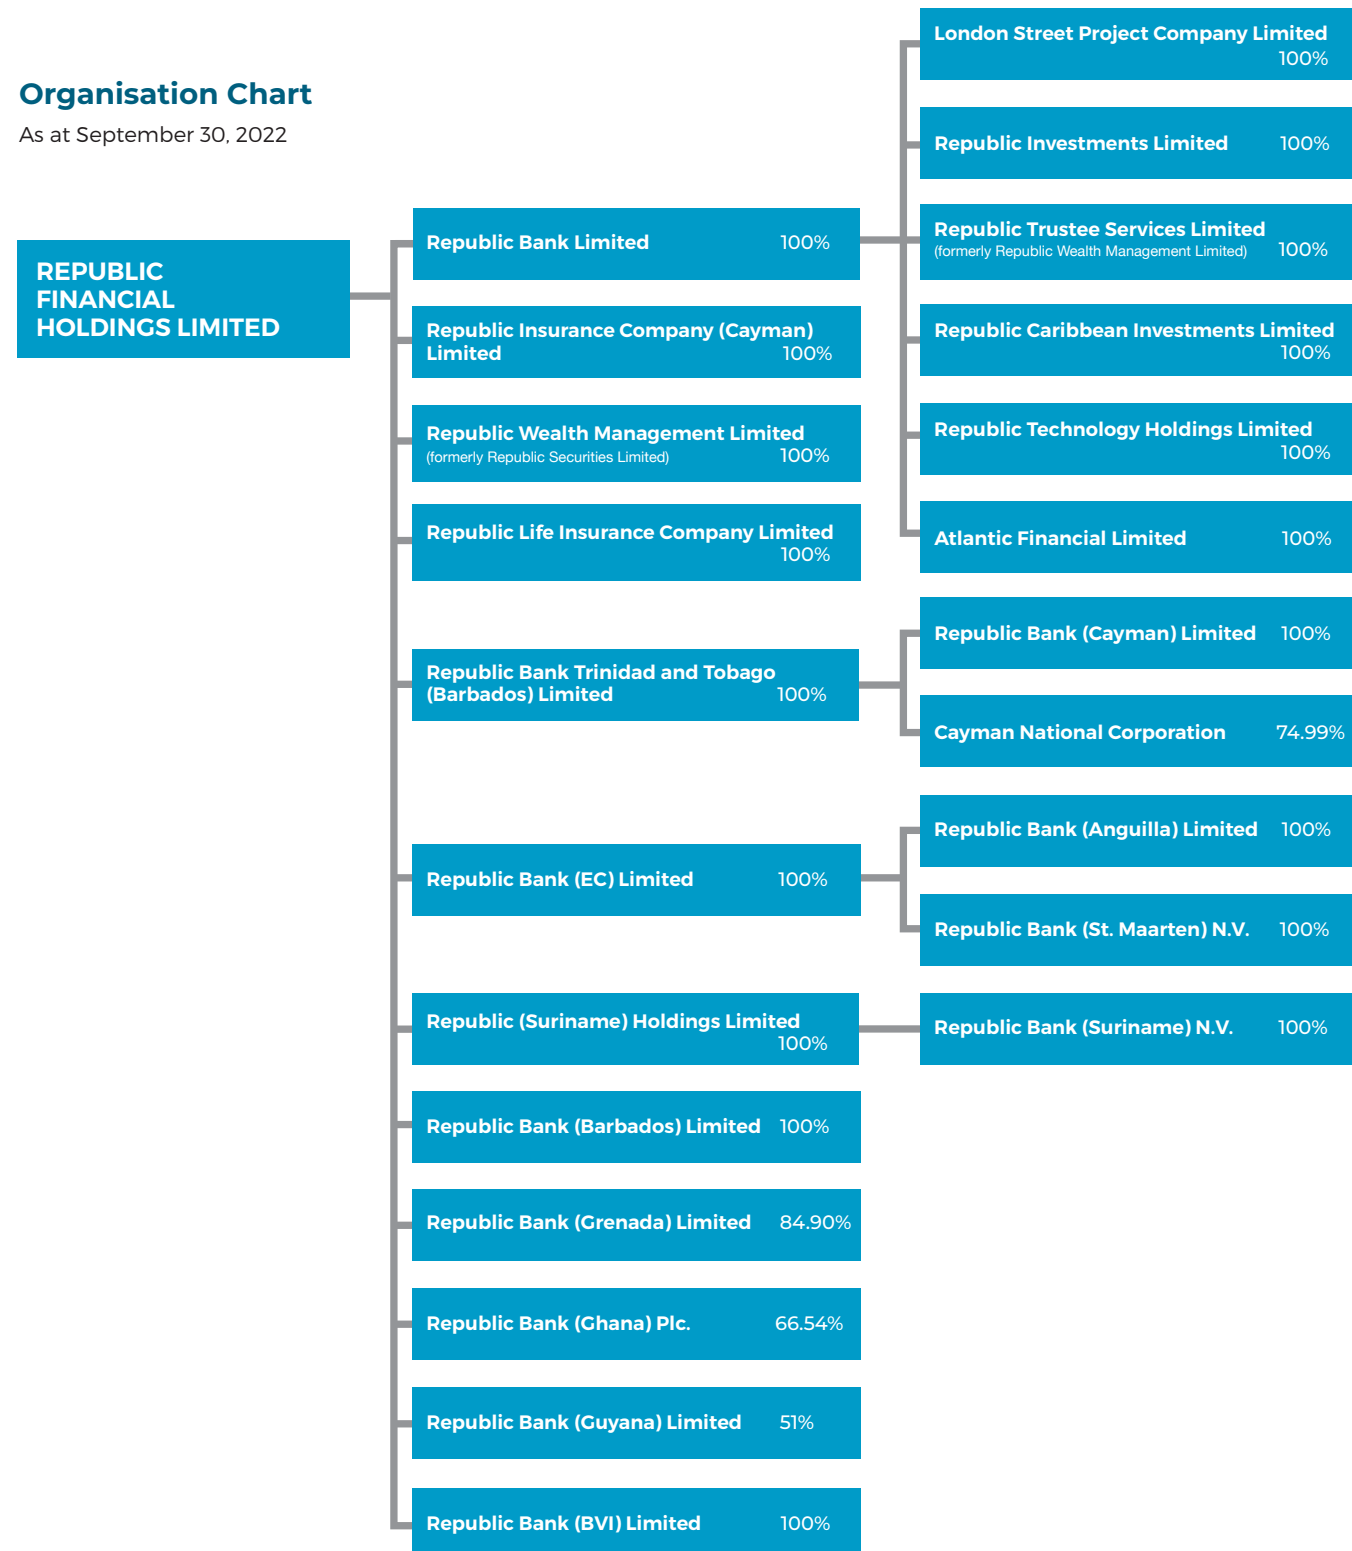 Organisation Chart
As at September 30, 2022
REPUBLIC
FINANCIAL
HOLDINGS LIMITED
Republic Bank Limited 100%
Republic Insurance Company (Cayman)
Limited 100%
Republic Wealth Management Limited
(formerly Republic Securities Limited) 100%
Republic Life Insurance Company Limited
100%
Republic Bank Trinidad and Tobago
(Barbados) Limited 100%
Republic Bank (EC) Limited 100%
Republic (Suriname) Holdings Limited
100%
Republic Bank (Barbados) Limited 100%
Republic Bank (Grenada) Limited 84.90%
Republic Bank (Ghana) Plc. 66.54%
Republic Bank (Guyana) Limited 51%
Republic Bank (BVI) Limited 100%
London Street Project Company Limited
100%
Republic Investments Limited 100%
Republic Trustee Services Limited
(formerly Republic Wealth Management Limited) 100%
Republic Caribbean Investments Limited
100%
Republic Technology Holdings Limited
100%
Atlantic Financial Limited 100%
Republic Bank (Cayman) Limited 100%
Cayman National Corporation 74.99%
Republic Bank (Anguilla) Limited 100%
Republic Bank (St. Maarten) N.V. 100%
Republic Bank (Suriname) N.V. 100%